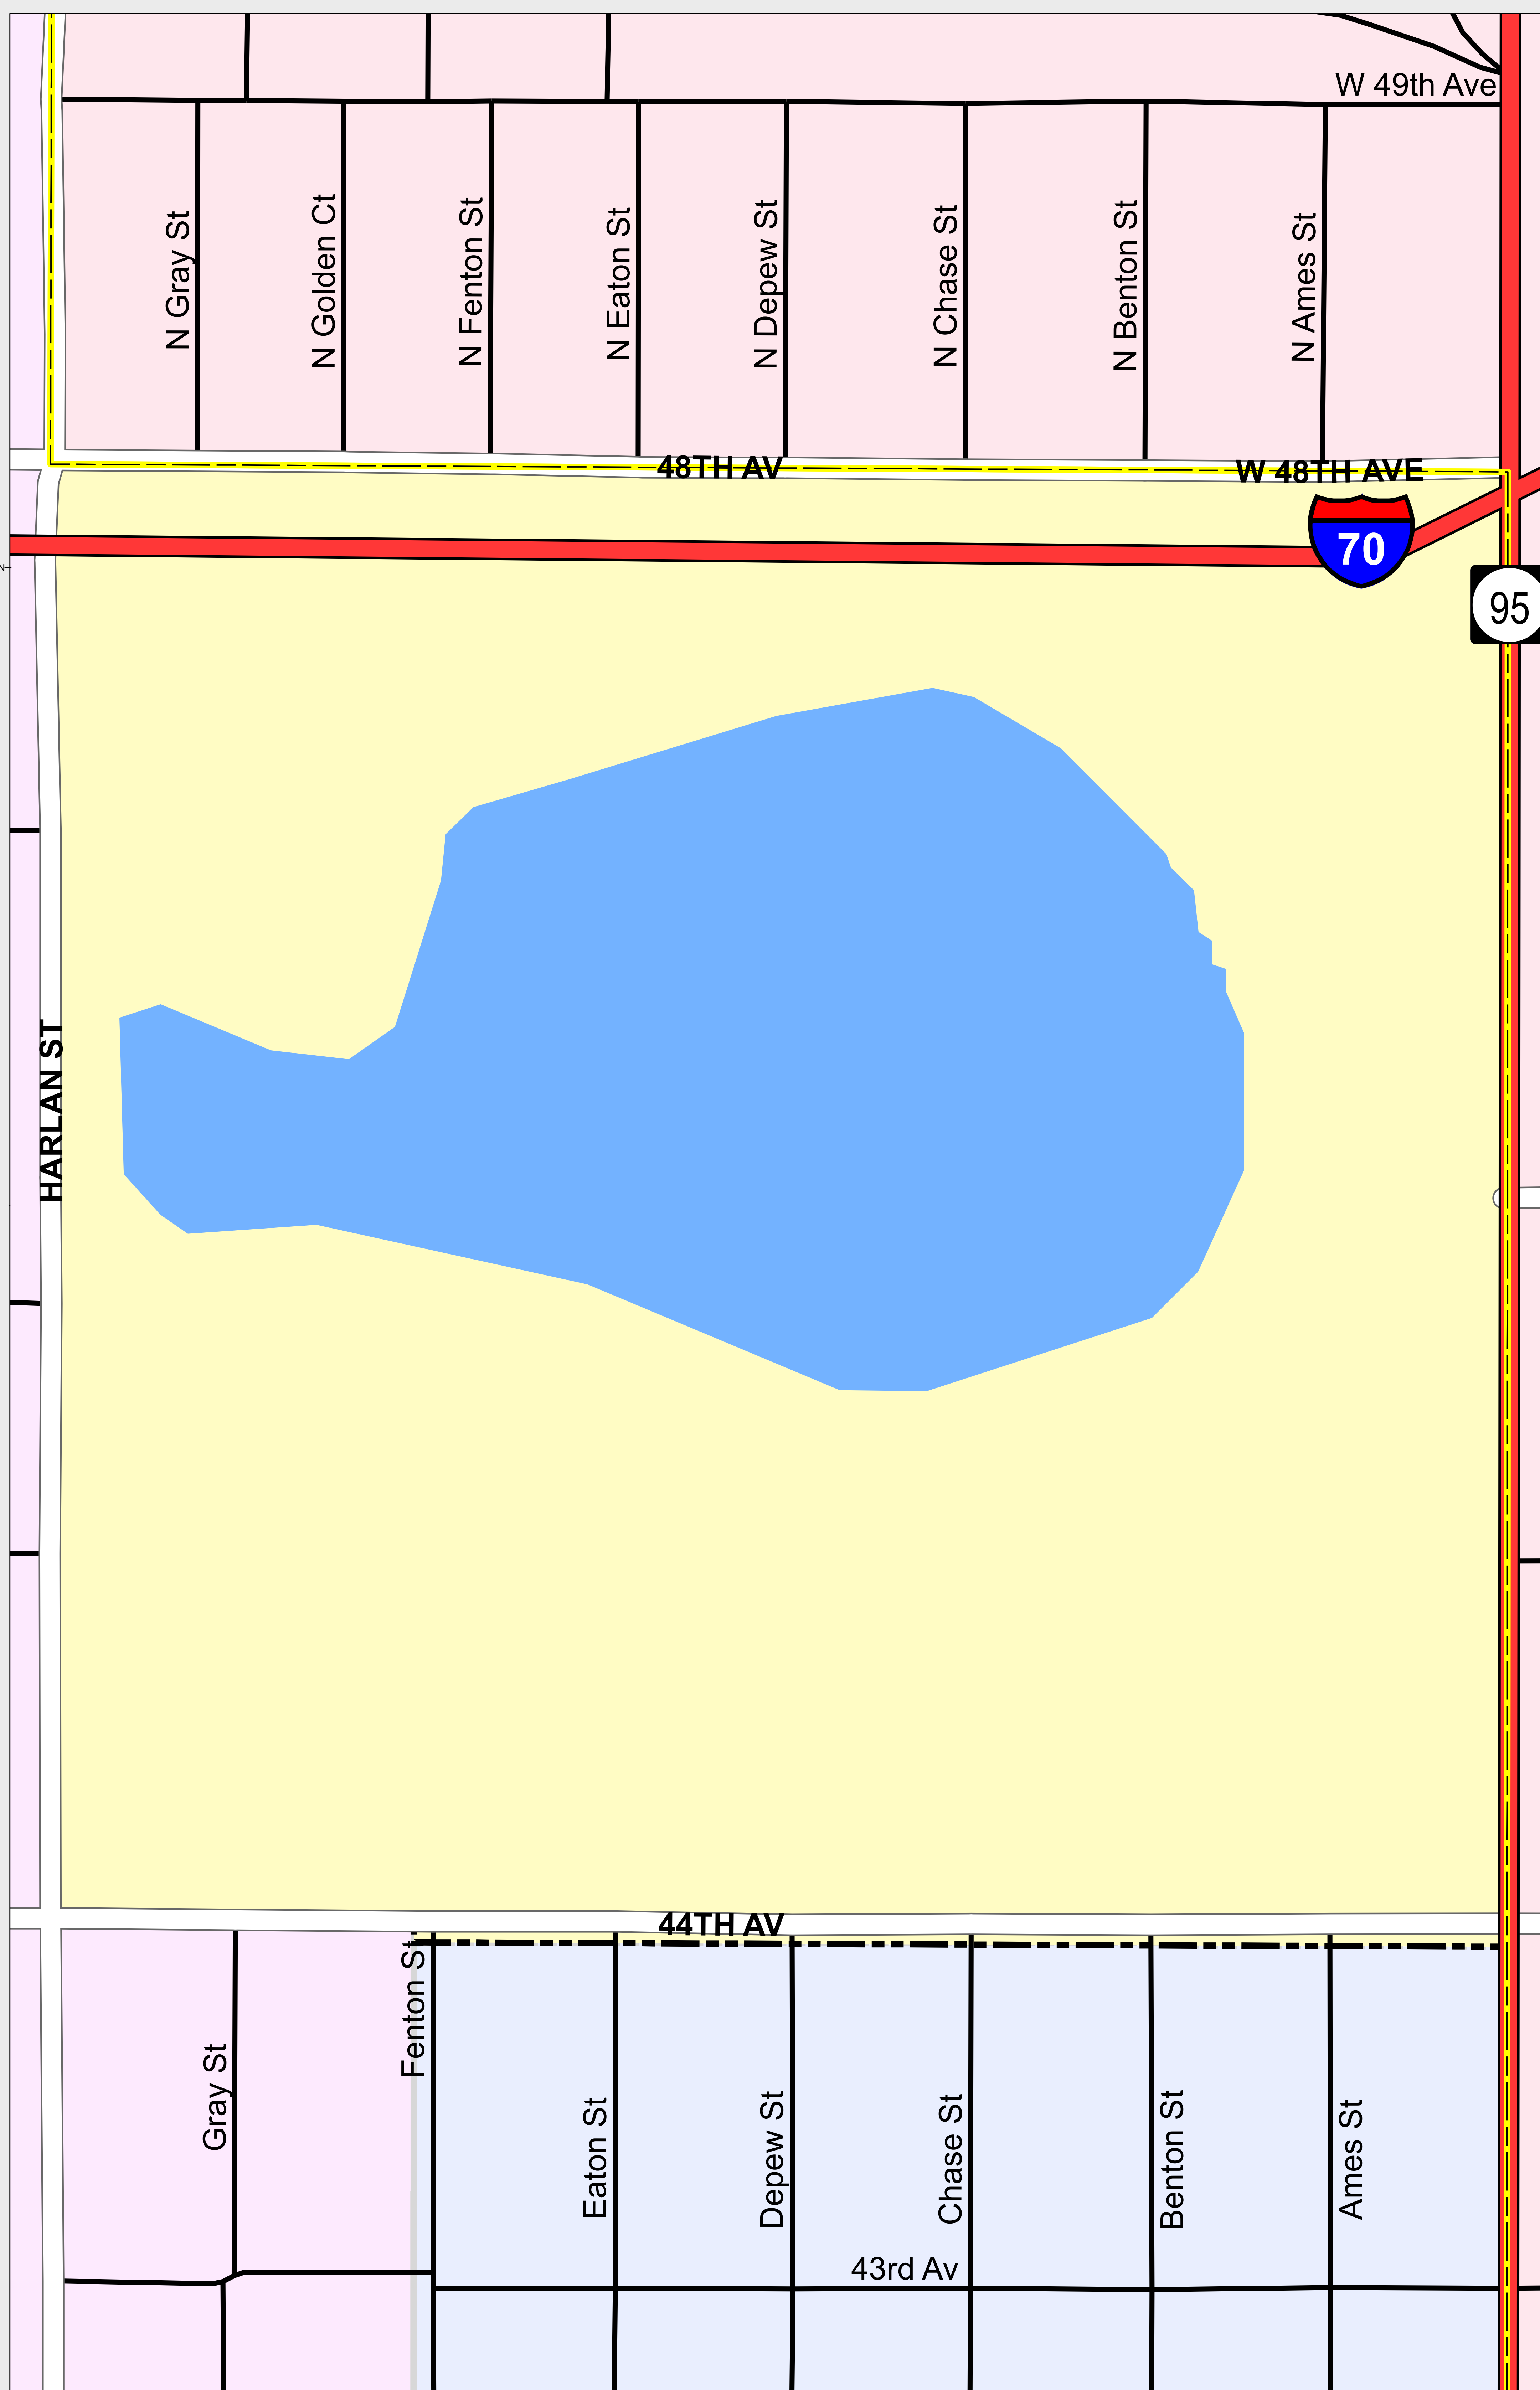 W 49th Ave
N Gray St
N Golden Ct
N Fenton St
N Eaton St
N Depew St
N Chase St
N Benton St
N Ames St
48TH AV
W 48TH AVE
70
95
HARLAN ST
44TH AV
Fenton St
Gray St
Eaton St
Depew St
Chase St
Benton St
Ames St
43rd Av